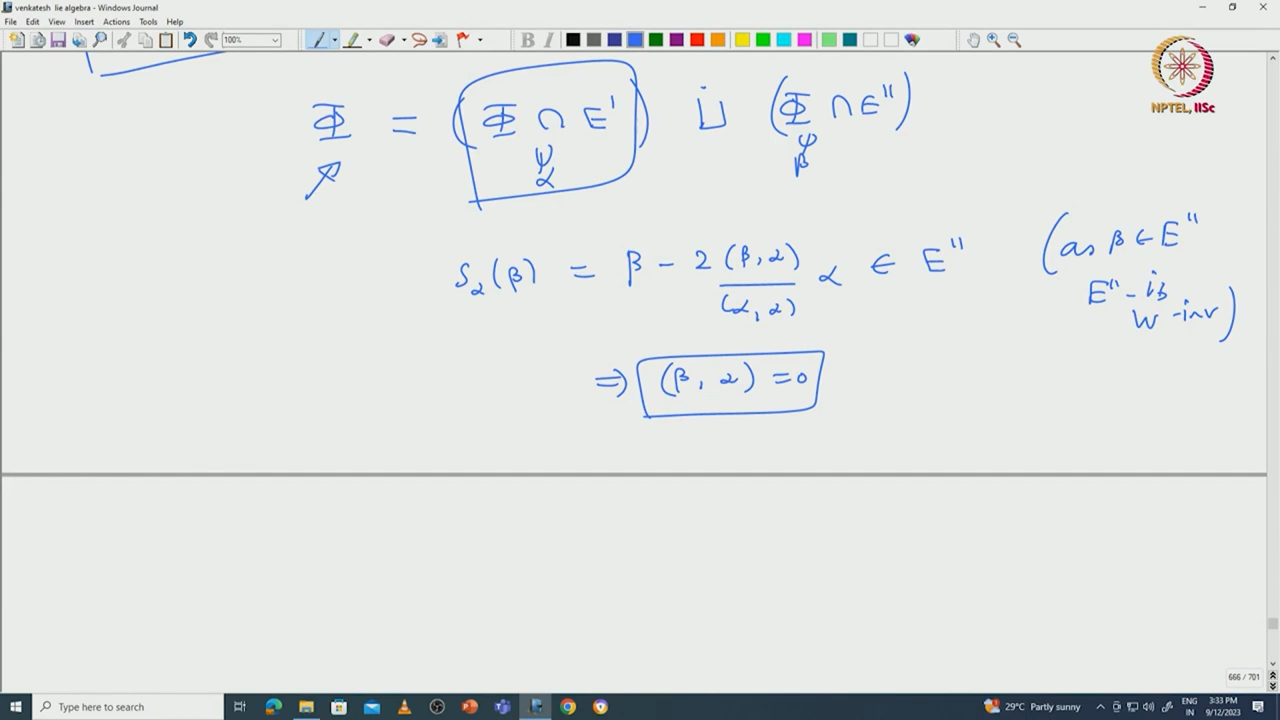 venkatesh lie algebra - Windows Journal
File Edit View Insert Actions Tools Help
100%
B I
NPTEL, IISc
Φ = (Φ ∩ E') ⊔̇ (Φ ∩ E'')
ψ ψ
α β
S_α(β) = β - 2(β, α)/(α, α) α ∈ E'' (as β ∈ E''
E'' - is
W - inv)
⇒ (β, α) = 0
666 / 701
Type here to search
29°C Partly sunny
ENG
IN
3:33 PM
9/12/2023